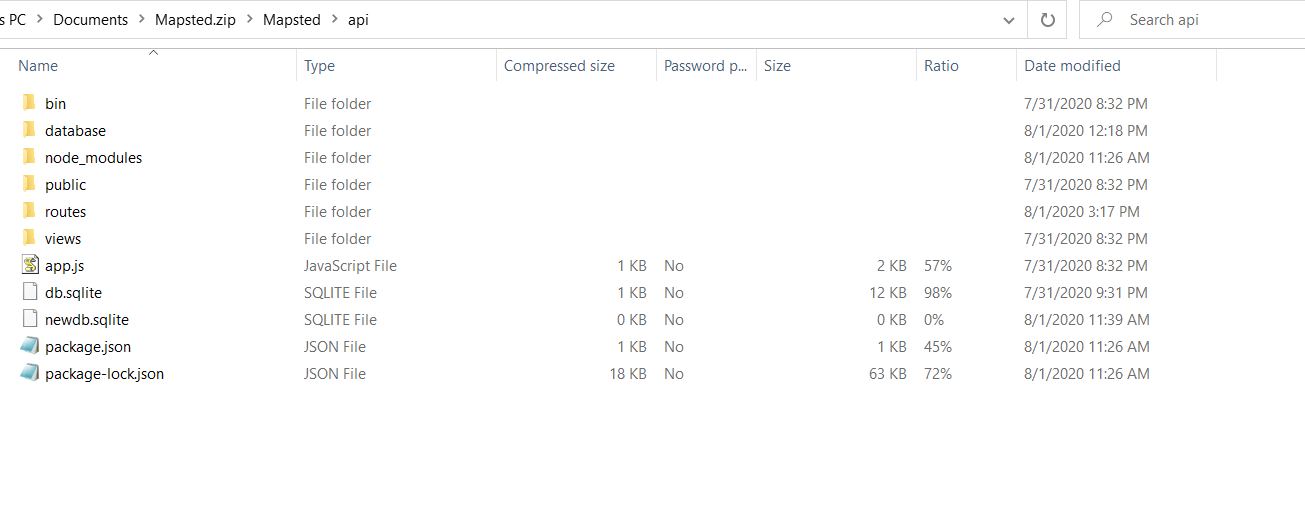 s PC > Documents > Mapsted.zip > Mapsted > api Search api
Name Type Compressed size Password p... Size Ratio Date modified
bin File folder 7/31/2020 8:32 PM
database File folder 8/1/2020 12:18 PM
node_modules File folder 8/1/2020 11:26 AM
public File folder 7/31/2020 8:32 PM
routes File folder 8/1/2020 3:17 PM
views File folder 7/31/2020 8:32 PM
app.js JavaScript File 1 KB No 2 KB 57% 7/31/2020 8:32 PM
db.sqlite SQLITE File 1 KB No 12 KB 98% 7/31/2020 9:31 PM
newdb.sqlite SQLITE File 0 KB No 0 KB 0% 8/1/2020 11:39 AM
package.json JSON File 1 KB No 1 KB 45% 8/1/2020 11:26 AM
package-lock.json JSON File 18 KB No 63 KB 72% 8/1/2020 11:26 AM